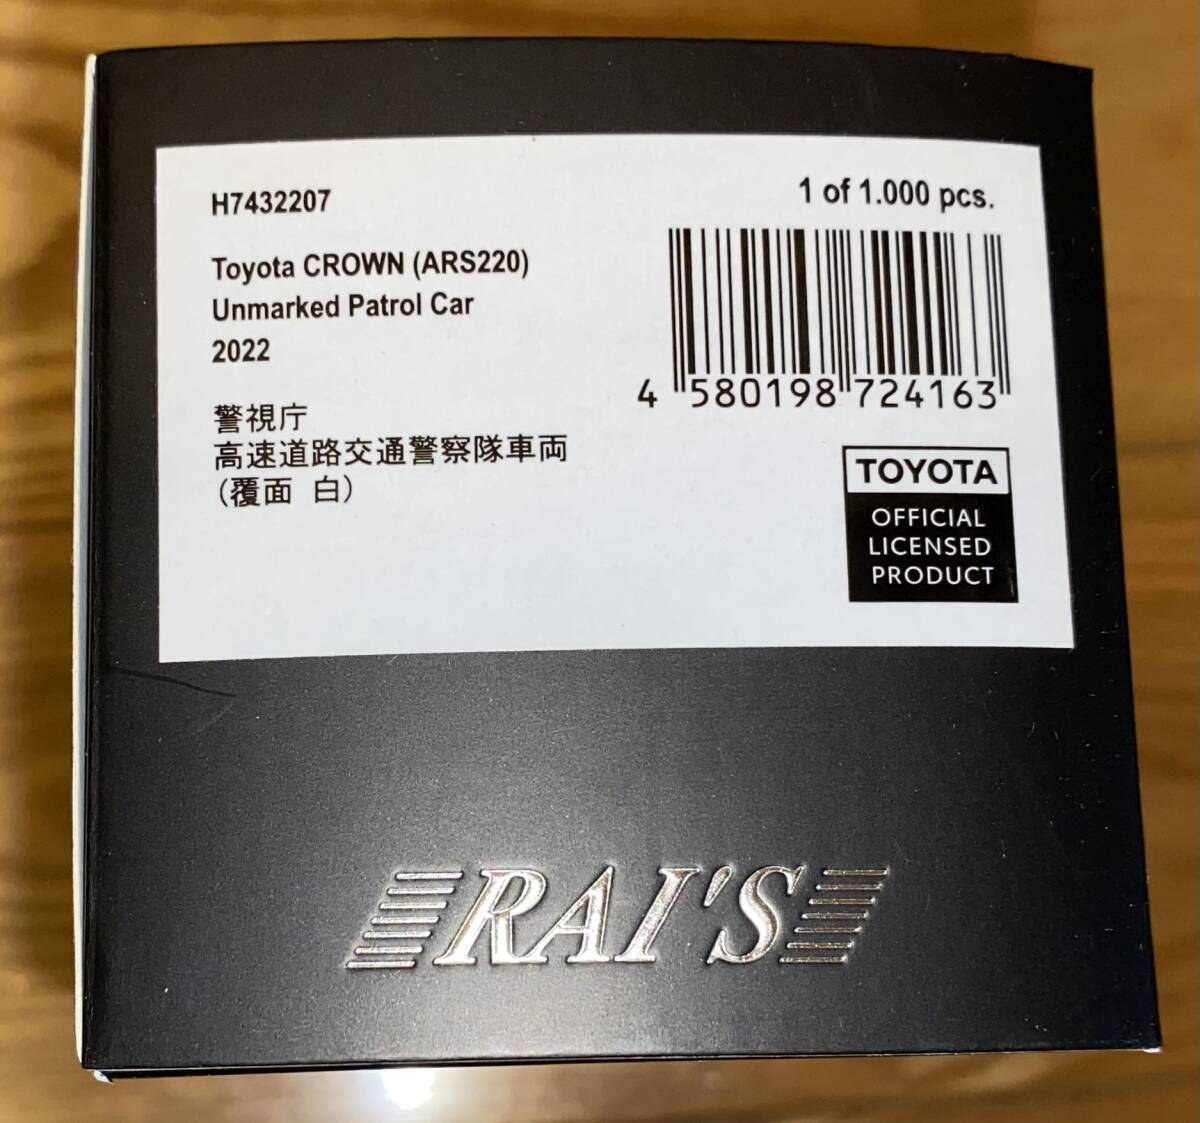 H7432207
1 of 1.000 pcs.
Toyota CROWN (ARS220)
Unmarked Patrol Car
2022
警視庁
高速道路交通警察隊車両
(覆面 白)
4 580198 724163
TOYOTA
OFFICIAL
LICENSED
PRODUCT
RAI'S